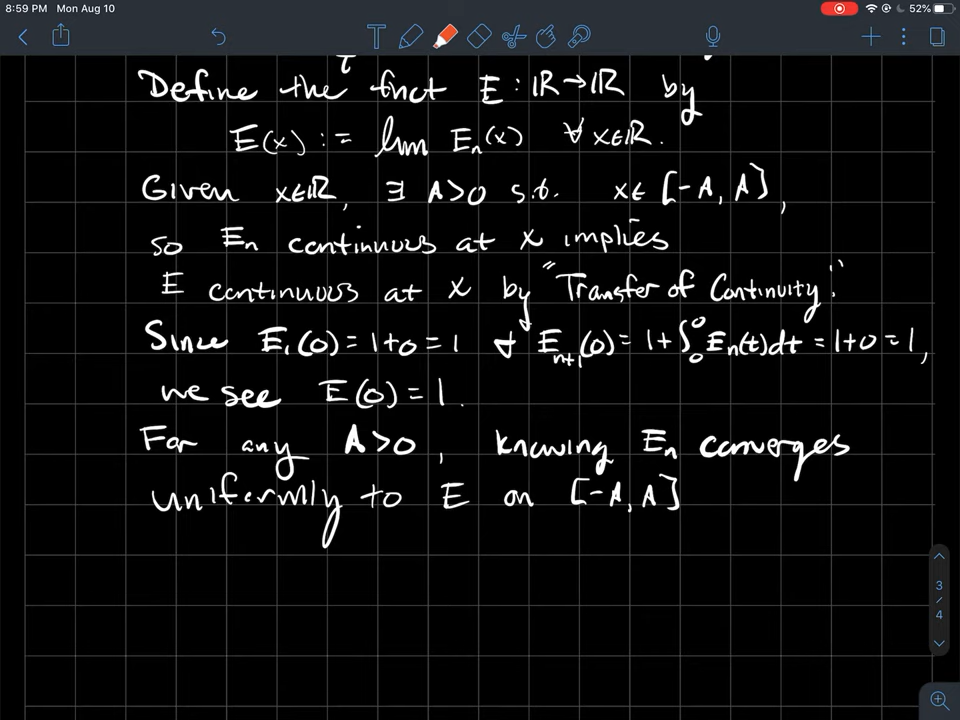 8:59 PM Mon Aug 10
52%
T
Define the funct E : ℝ→ℝ by
E(x) := lim Eₙ(x) ∀ x∈ℝ.
Given x∈ℝ, ∃ A>0 s.t. x∈ [-A, A],
so Eₙ continuous at x implies
E continuous at x by "Transfer of Continuity."
Since E₁(0) = 1+0 = 1 & Eₙ₊₁(0) = 1+∫₀⁰ Eₙ(t)dt = 1+0 = 1,
we see E(0) = 1.
For any A>0, knowing Eₙ converges
uniformly to E on [-A, A]
3
/
4